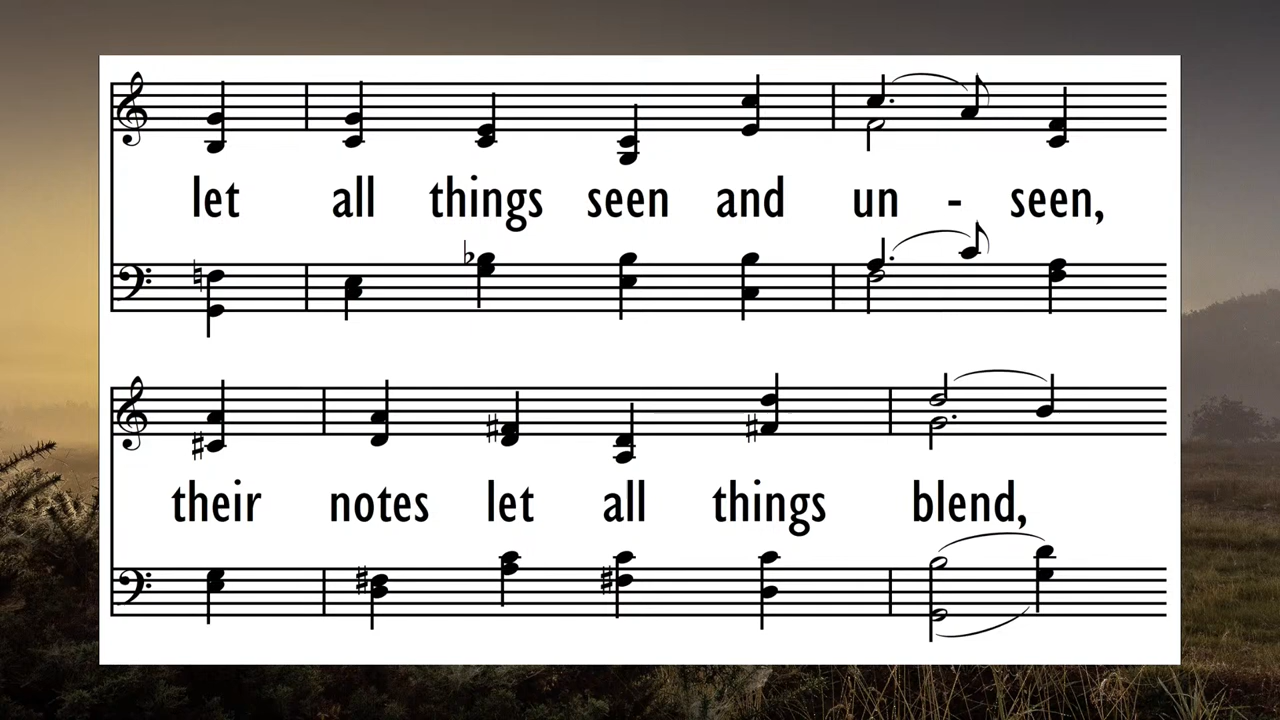 let all things seen and un - seen,
their notes let all things blend,